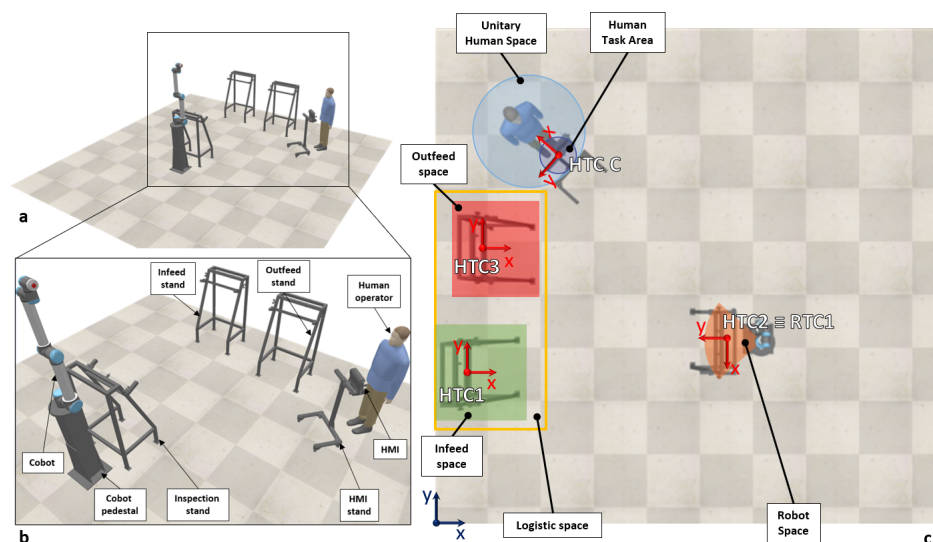 a
Infeed
stand
Outfeed
stand
Human
operator
Cobot
Cobot
pedestal
Inspection
stand
HMI
stand
HMI
b
Unitary
Human Space
Human
Task Area
x
y
HTC C
Outfeed
space
y
x
HTC3
y
x
HTC1
HTC2 ≡ RTC1
y
x
Infeed
space
Logistic space
Robot
Space
y
x
c